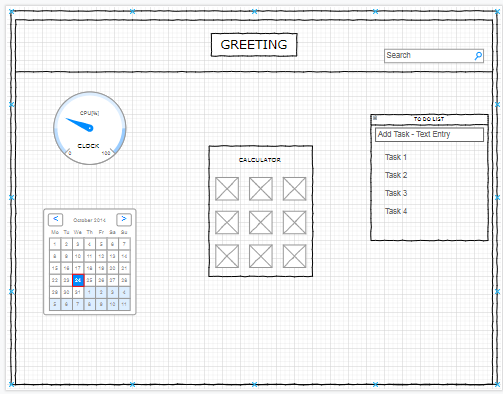 GREETING
Search
CPU[%]
CLOCK
0 100
TO DO LIST
Add Task - Text Entry
Task 1
Task 2
Task 3
Task 4
CALCULATOR
< October 2014 >
Mo Tu We Th Fr Sa Su
1 2 3 4 5 6 7
8 9 10 11 12 13 14
15 16 17 18 19 20 21
22 23 24 25 26 27 28
29 30 31 1 2 3 4
5 6 7 8 9 10 11